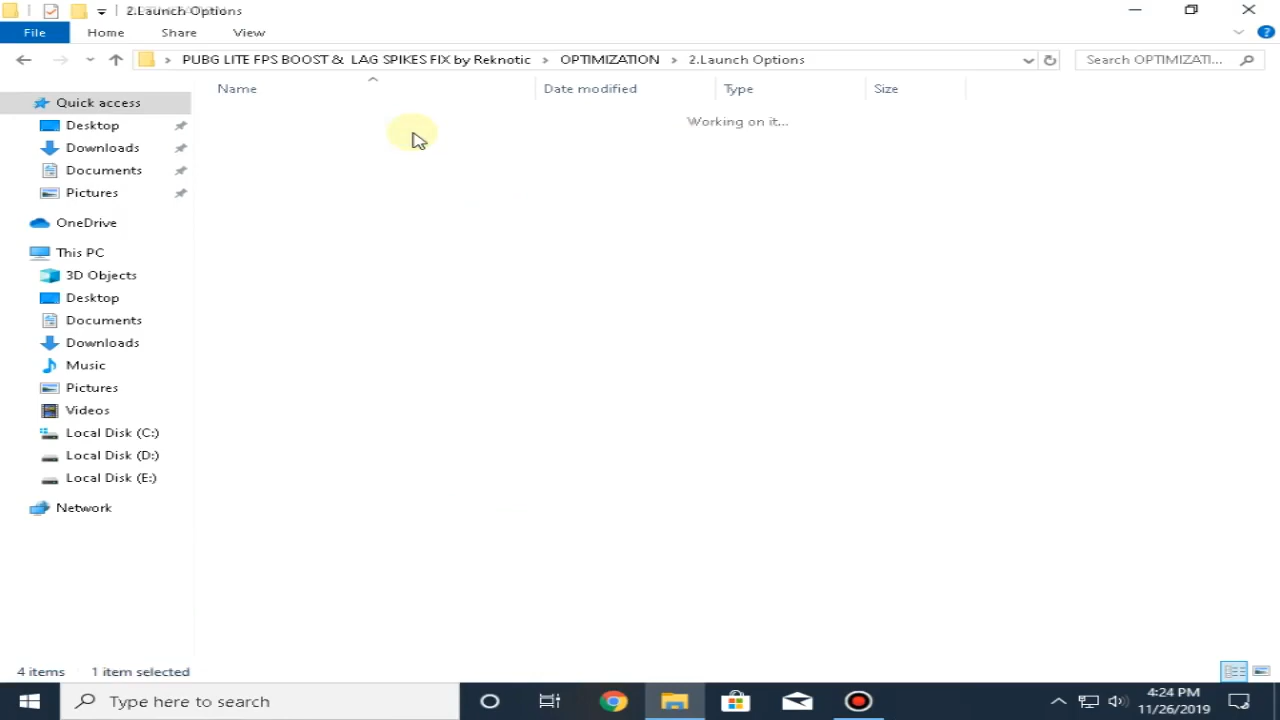 2.Launch Options
File Home Share View
PUBG LITE FPS BOOST & LAG SPIKES FIX by Reknotic > OPTIMIZATION > 2.Launch Options
Search OPTIMIZATI...
Name Date modified Type Size
Working on it...
Quick access
Desktop
Downloads
Documents
Pictures
OneDrive
This PC
3D Objects
Desktop
Documents
Downloads
Music
Pictures
Videos
Local Disk (C:)
Local Disk (D:)
Local Disk (E:)
Network
4 items 1 item selected
Type here to search
4:24 PM
11/26/2019